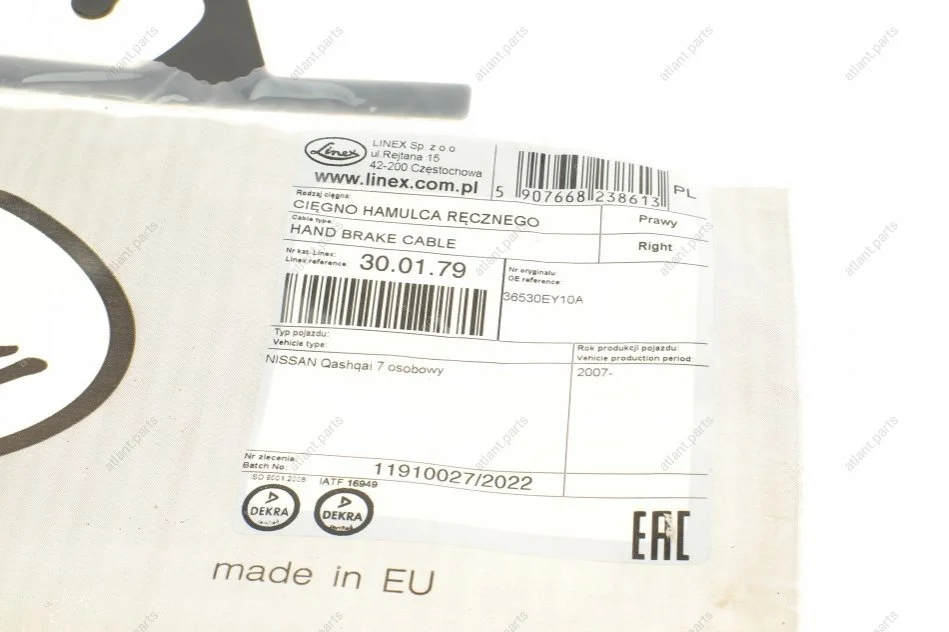 Linex
LINEX Sp. z o o
ul.Rejtana 15
42-200 Częstochowa
www.linex.com.pl
5 907668 238613
PL
Rodzaj cięgna:
CIĘGNO HAMULCA RĘCZNEGO
Prawy
Cable type:
HAND BRAKE CABLE
Right
Nr kat. Linex:
Linex reference:
30.01.79
Nr oryginału:
OE reference:
36530EY10A
Typ pojazdu:
Vehicle type:
NISSAN Qashqai 7 osobowy
Rok produkcji pojazdu:
Vehicle production period:
2007-
Nr zlecenia:
Batch No:
11910027/2022
ISO 9001:2008
IATF 16949
DEKRA
DEKRA
EAC
made in EU
atlant.parts